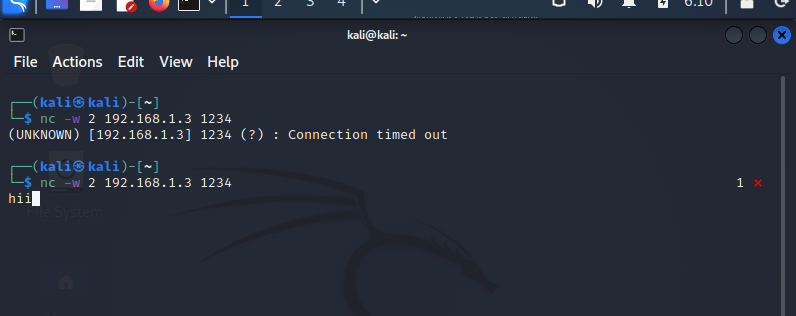 1 2 3 4 6:10
kali@kali: ~
File Actions Edit View Help
┌──(kali㉿kali)-[~]
└─$ nc -w 2 192.168.1.3 1234
(UNKNOWN) [192.168.1.3] 1234 (?) : Connection timed out
┌──(kali㉿kali)-[~]
└─$ nc -w 2 192.168.1.3 1234 1 ⨯
hii
File System